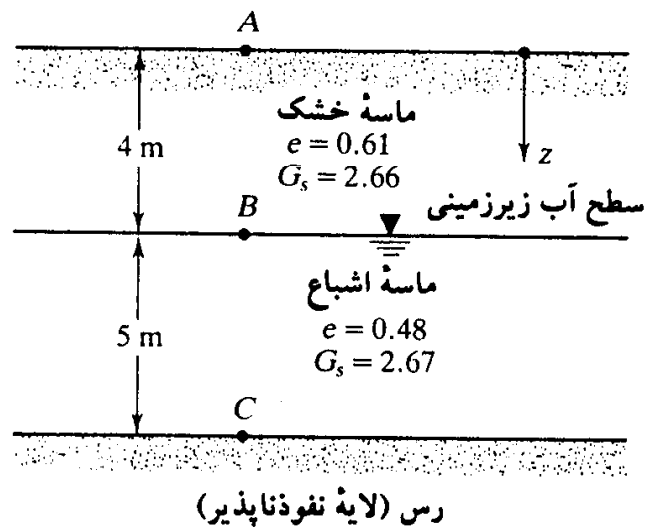 A
ماسهٔ خشک
e = 0.61
G_s = 2.66
4 m
z
B
سطح آب زیرزمینی
ماسهٔ اشباع
e = 0.48
G_s = 2.67
5 m
C
رس (لایهٔ نفوذناپذیر)